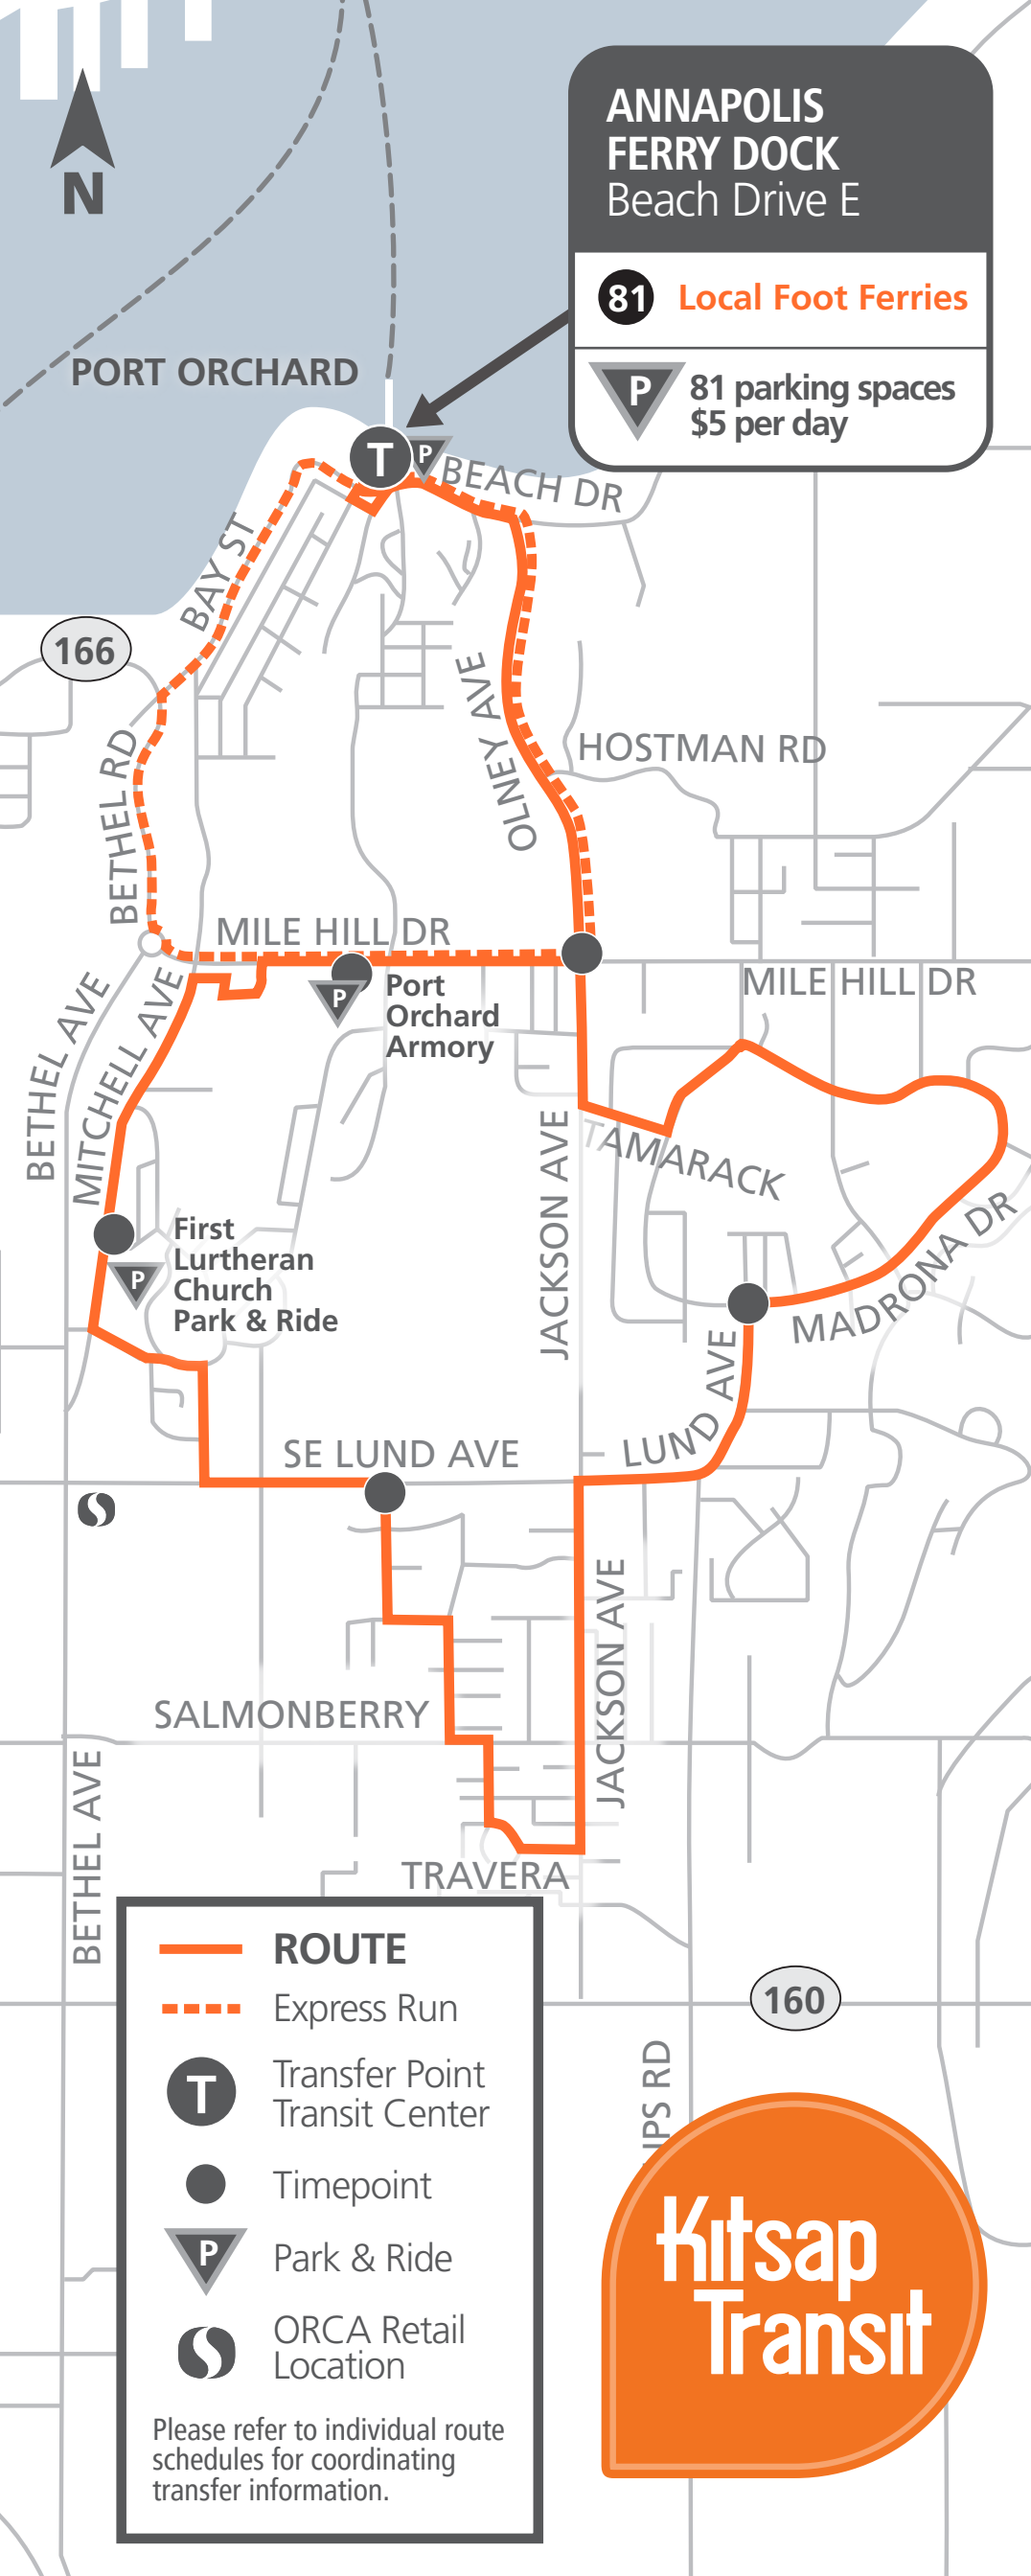 N
ANNAPOLIS
FERRY DOCK
Beach Drive E
81 Local Foot Ferries
P 81 parking spaces
$5 per day
PORT ORCHARD
T
P
BEACH DR
BAY ST
166
OLNEY AVE
HOSTMAN RD
BETHEL RD
MILE HILL DR
MILE HILL DR
P
Port
Orchard
Armory
BETHEL AVE
MITCHELL AVE
TAMARACK
JACKSON AVE
First
Lurtheran
Church
Park & Ride
P
MADRONA DR
LUND AVE
SE LUND AVE
JACKSON AVE
SALMONBERRY
BETHEL AVE
TRAVERA
ROUTE
Express Run
T Transfer Point
Transit Center
Timepoint
P Park & Ride
ORCA Retail
Location
Please refer to individual route
schedules for coordinating
transfer information.
160
RD
Kitsap
Transit